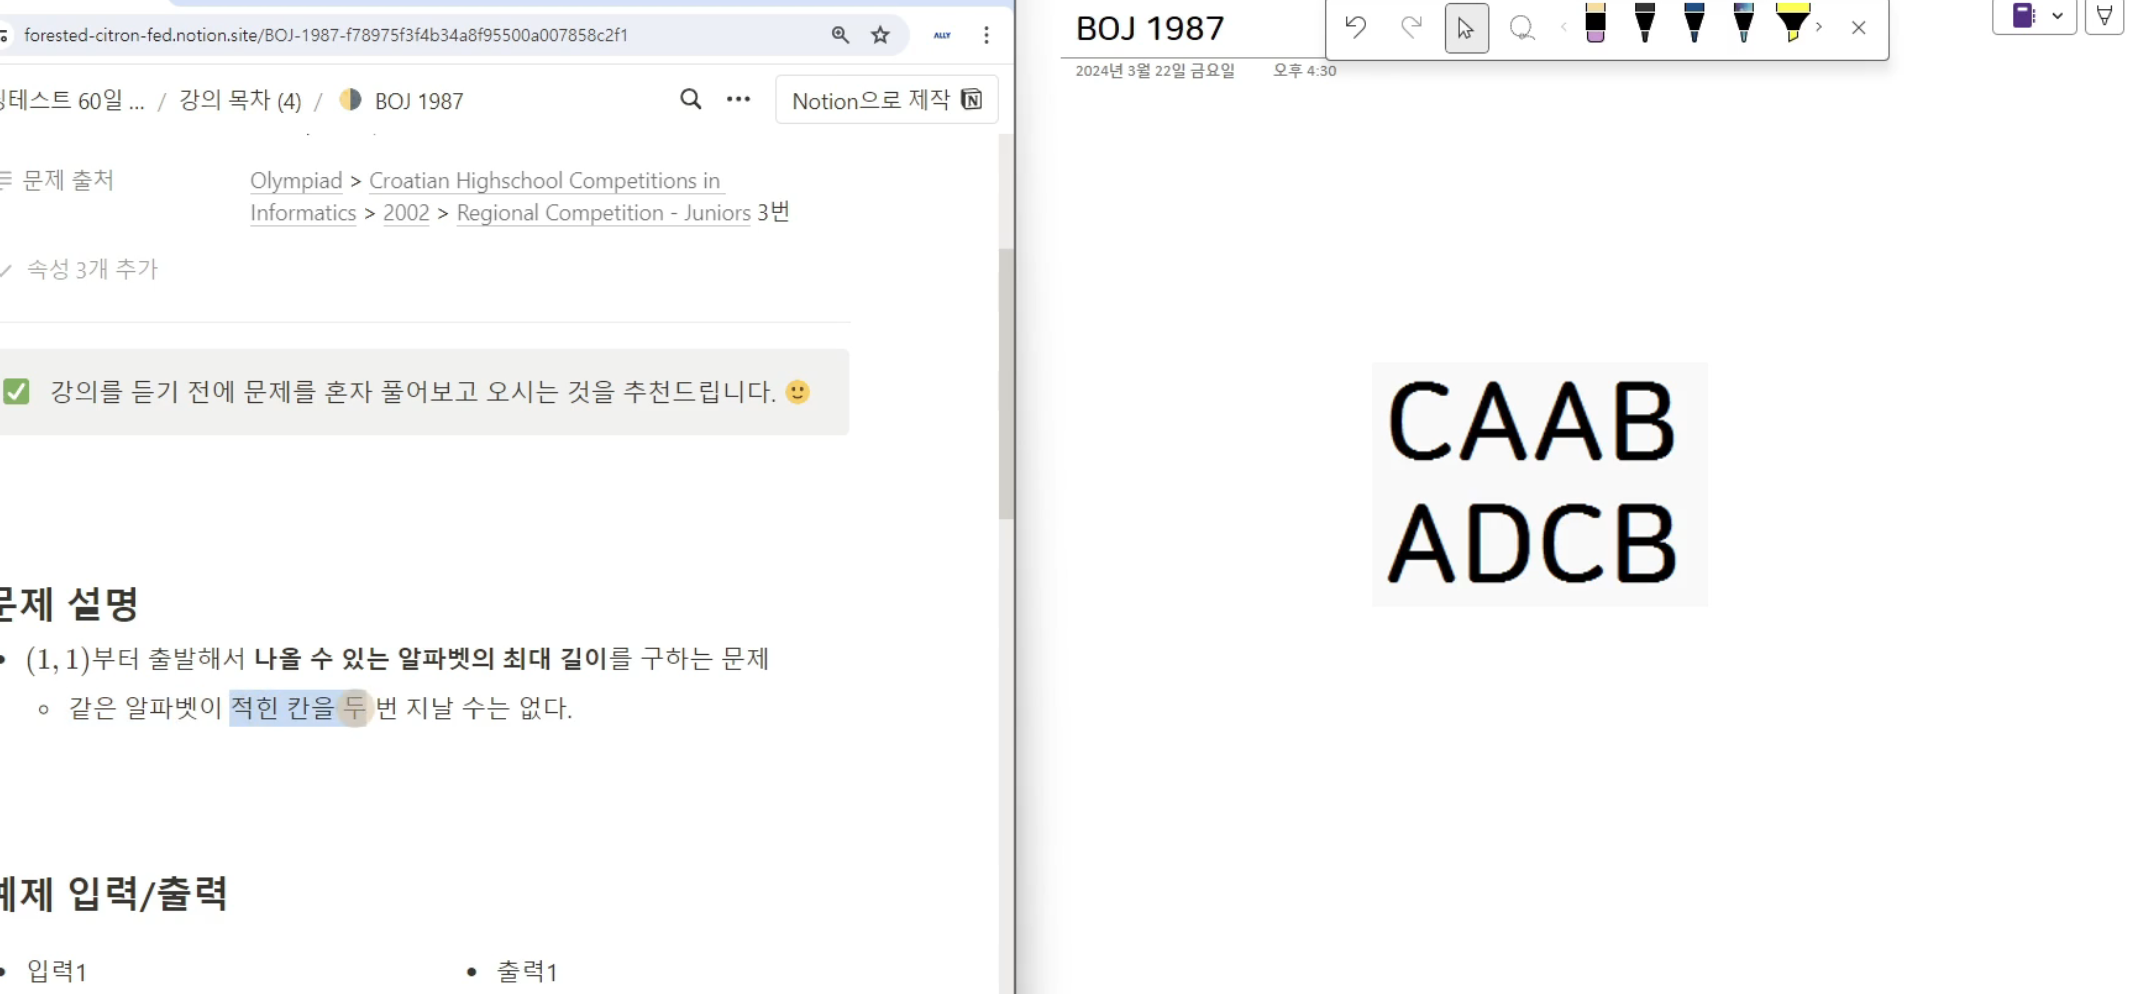 forested-citron-fed.notion.site/BOJ-1987-f78975f3f4b34a8f95500a007858c2f1
ALLY
테스트 60일 ... / 강의 목차 (4) / BOJ 1987
Notion으로 제작
문제 출처
Olympiad > Croatian Highschool Competitions in
Informatics > 2002 > Regional Competition - Juniors 3번
속성 3개 추가
강의를 듣기 전에 문제를 혼자 풀어보고 오시는 것을 추천드립니다.
문제 설명
(1, 1)부터 출발해서 나올 수 있는 알파벳의 최대 길이를 구하는 문제
같은 알파벳이 적힌 칸을 두 번 지날 수는 없다.
예제 입력/출력
입력1
출력1
BOJ 1987
2024년 3월 22일 금요일 오후 4:30
CAAB
ADCB